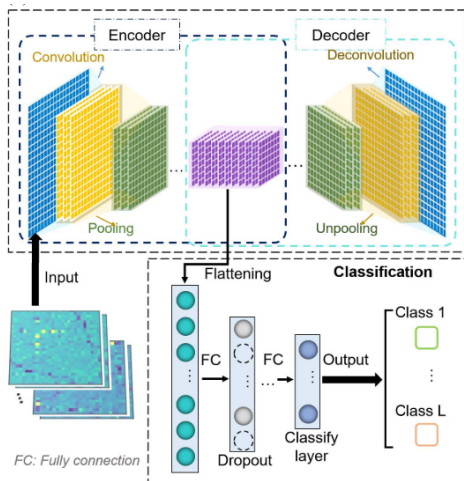 Encoder
Decoder
Convolution
Deconvolution
Pooling
Unpooling
Input
Flattening
Classification
FC
FC
Output
Class 1
Class L
Dropout
Classify
layer
FC: Fully connection